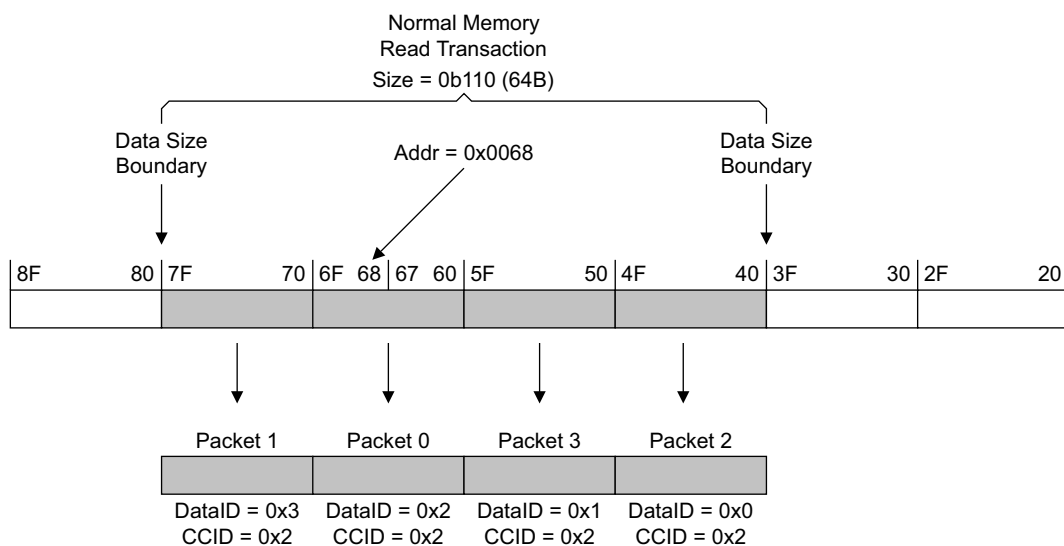 Normal Memory
Read Transaction
Size = 0b110 (64B)
Data Size
Boundary
Addr = 0x0068
Data Size
Boundary
8F 80 7F 70 6F 68 67 60 5F 50 4F 40 3F 30 2F 20
Packet 1 Packet 0 Packet 3 Packet 2
DataID = 0x3 DataID = 0x2 DataID = 0x1 DataID = 0x0
CCID = 0x2 CCID = 0x2 CCID = 0x2 CCID = 0x2